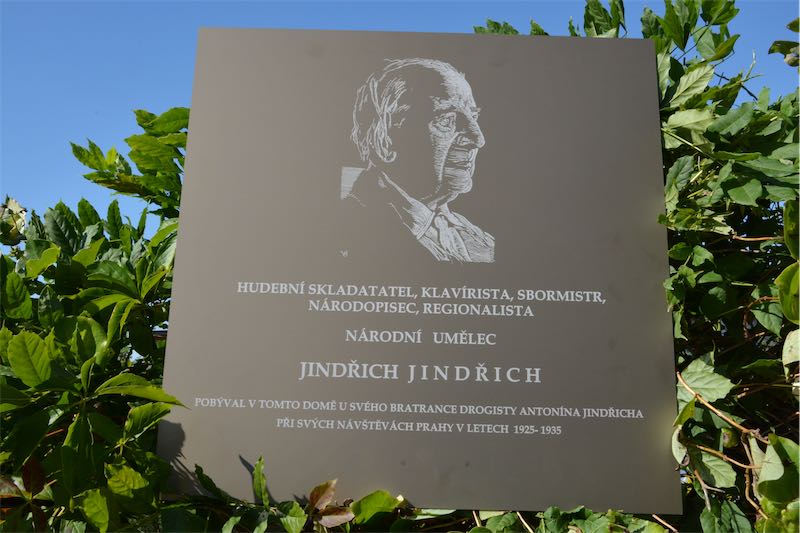 HUDEBNÍ SKLADATATEL, KLAVÍRISTA, SBORMISTR,
NÁRODOPISEC, REGIONALISTA
NÁRODNÍ UMĚLEC
JINDŘICH JINDŘICH
POBÝVAL V TOMTO DOMĚ U SVÉHO BRATRANCE DROGISTY ANTONÍNA JINDŘICHA
PŘI SVÝCH NÁVŠTĚVÁCH PRAHY V LETECH 1925- 1935